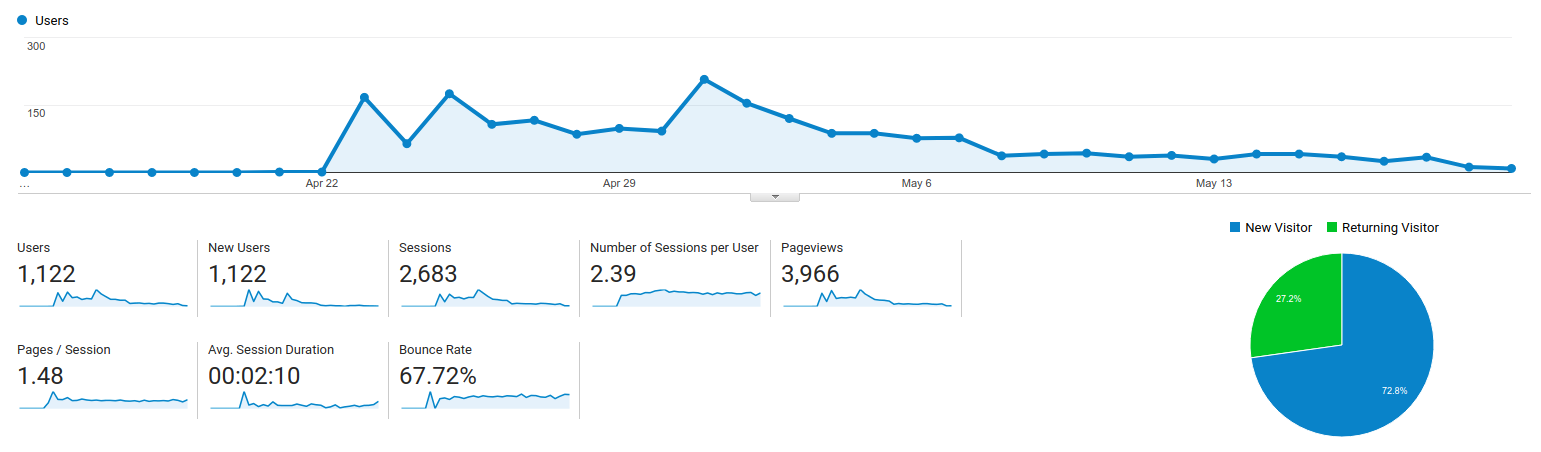 Users
300
150
...
Apr 22
Apr 29
May 6
May 13
Users
1,122
New Users
1,122
Sessions
2,683
Number of Sessions per User
2.39
Pageviews
3,966
Pages / Session
1.48
Avg. Session Duration
00:02:10
Bounce Rate
67.72%
New Visitor
Returning Visitor
27.2%
72.8%